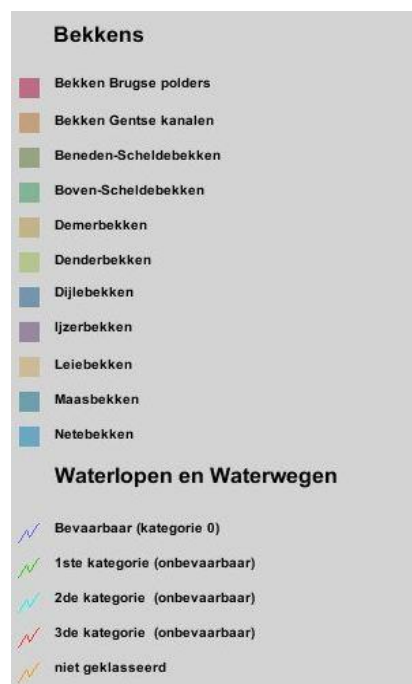 Bekkens
Bekken Brugse polders
Bekken Gentse kanalen
Beneden-Scheldebekken
Boven-Scheldebekken
Demerbekken
Denderbekken
Dijlebekken
Ijzerbekken
Leiebekken
Maasbekken
Netebekken
Waterlopen en Waterwegen
Bevaarbaar (kategorie 0)
1ste kategorie (onbevaarbaar)
2de kategorie (onbevaarbaar)
3de kategorie (onbevaarbaar)
niet geklasseerd